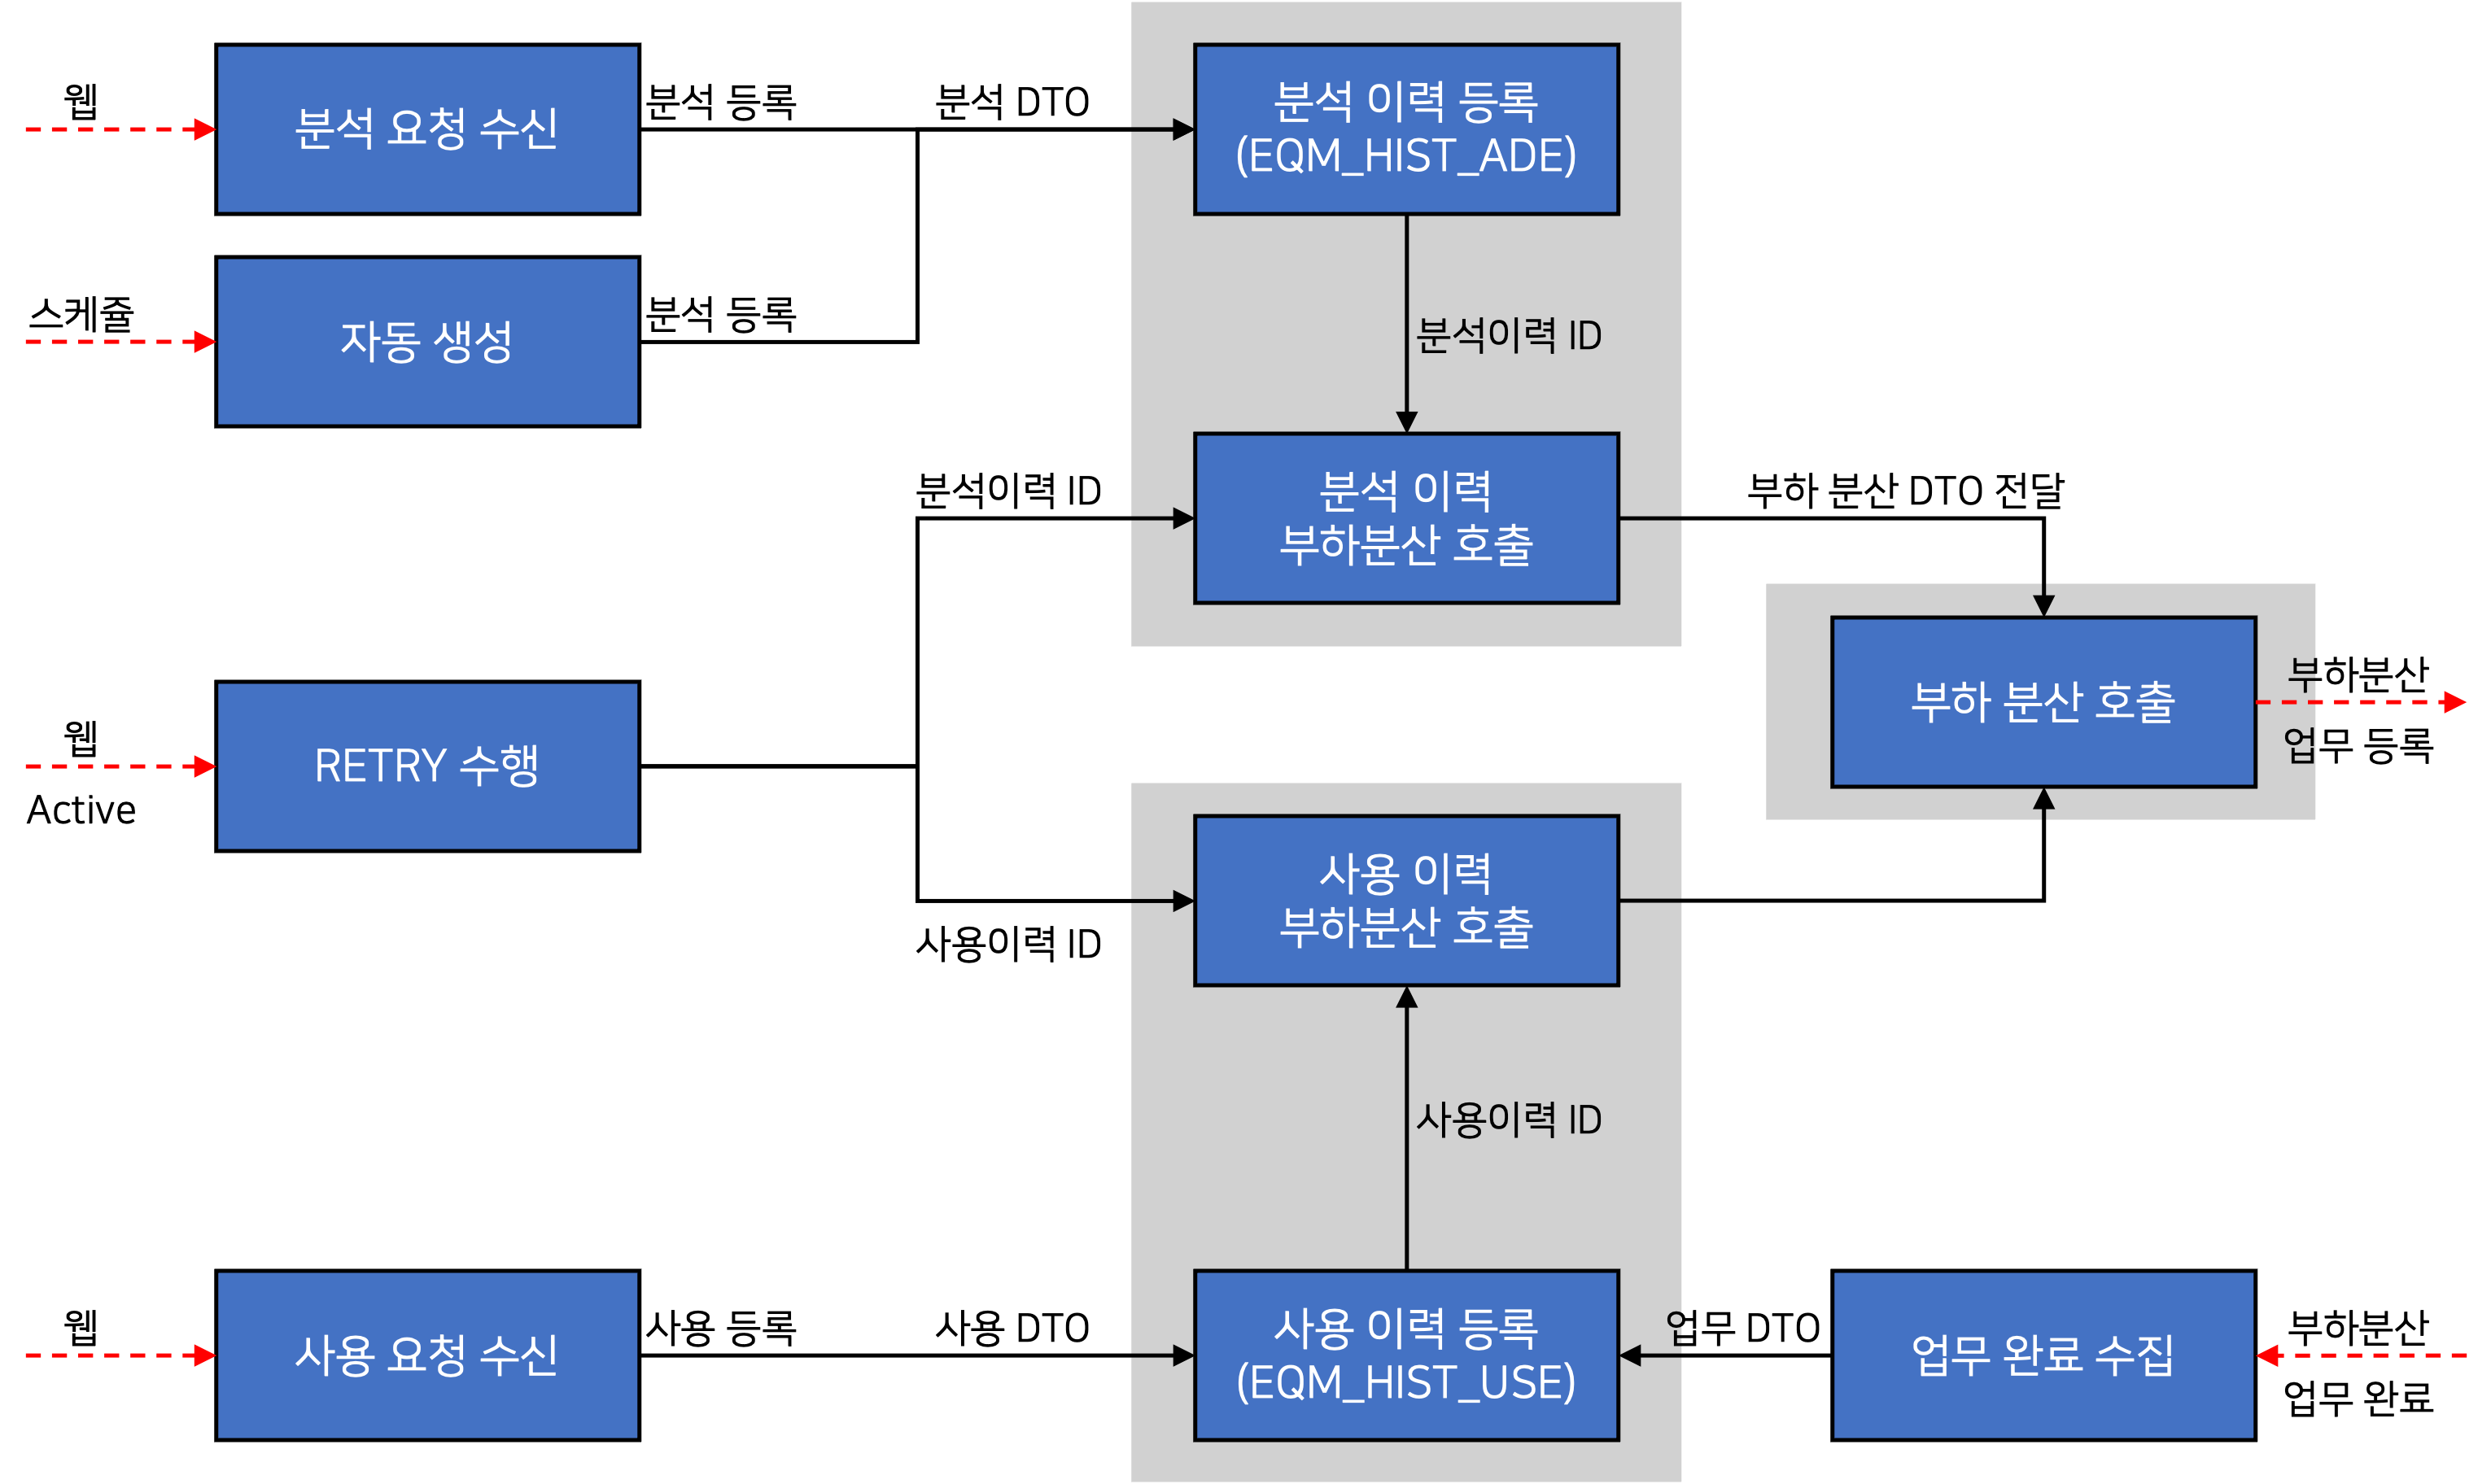 웹
분석 요청 수신
분석 등록
분석 DTO
분석 이력 등록
(EQM_HIST_ADE)
스케줄
자동 생성
분석 등록
분석이력 ID
분석이력 ID
분석 이력
부하분산 호출
부하 분산 DTO 전달
웹
Active
RETRY 수행
부하 분산 호출
부하분산
업무 등록
사용 이력
부하분산 호출
사용이력 ID
사용이력 ID
웹
사용 요청 수신
사용 등록
사용 DTO
사용 이력 등록
(EQM_HIST_USE)
업무 DTO
업무 완료 수집
부하분산
업무 완료